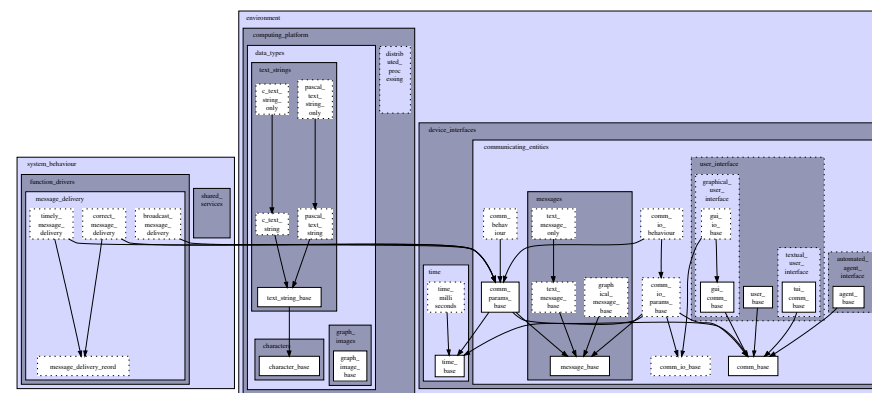 environment
computing_platform
data_types
text_strings
c_text_
string_
only
pascal_
text_
string_
only
c_text_
string
pascal_
text_
string
text_string_base
characters
character_base
graph_
images
graph_
image_
base
distrib
uted_
proc
essing
system_behaviour
function_drivers
message_delivery
timely_
message_
delivery
correct_
message_
delivery
broadcast_
message_
delivery
message_delivery_reord
shared_
services
device_interfaces
communicating_entities
time
time_
milli
seconds
time_
base
comm_
behav
iour
comm_
params_
base
messages
text_
message_
only
text_
message_
base
graph
ical_
message_
base
message_base
comm_
io_
behaviour
comm_
io_
params_
base
comm_io_base
user_interface
graphical_
user_
interface
gui_
io_
base
gui_
comm_
base
user_
base
textual_
user_
interface
tui_
comm_
base
comm_base
automated_
agent_
interface
agent_
base